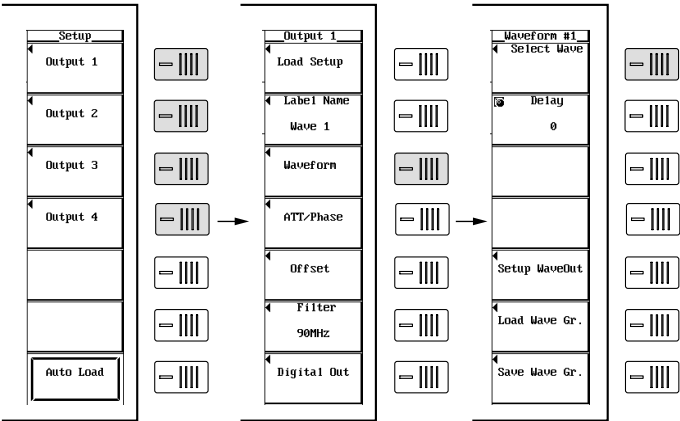 Setup
Output 1
Output 2
Output 3
Output 4
Auto Load
Output 1
Load Setup
Label Name
Wave 1
Waveform
ATT/Phase
Offset
Filter
90MHz
Digital Out
Waveform #1
Select Wave
Delay
0
Setup WaveOut
Load Wave Gr.
Save Wave Gr.